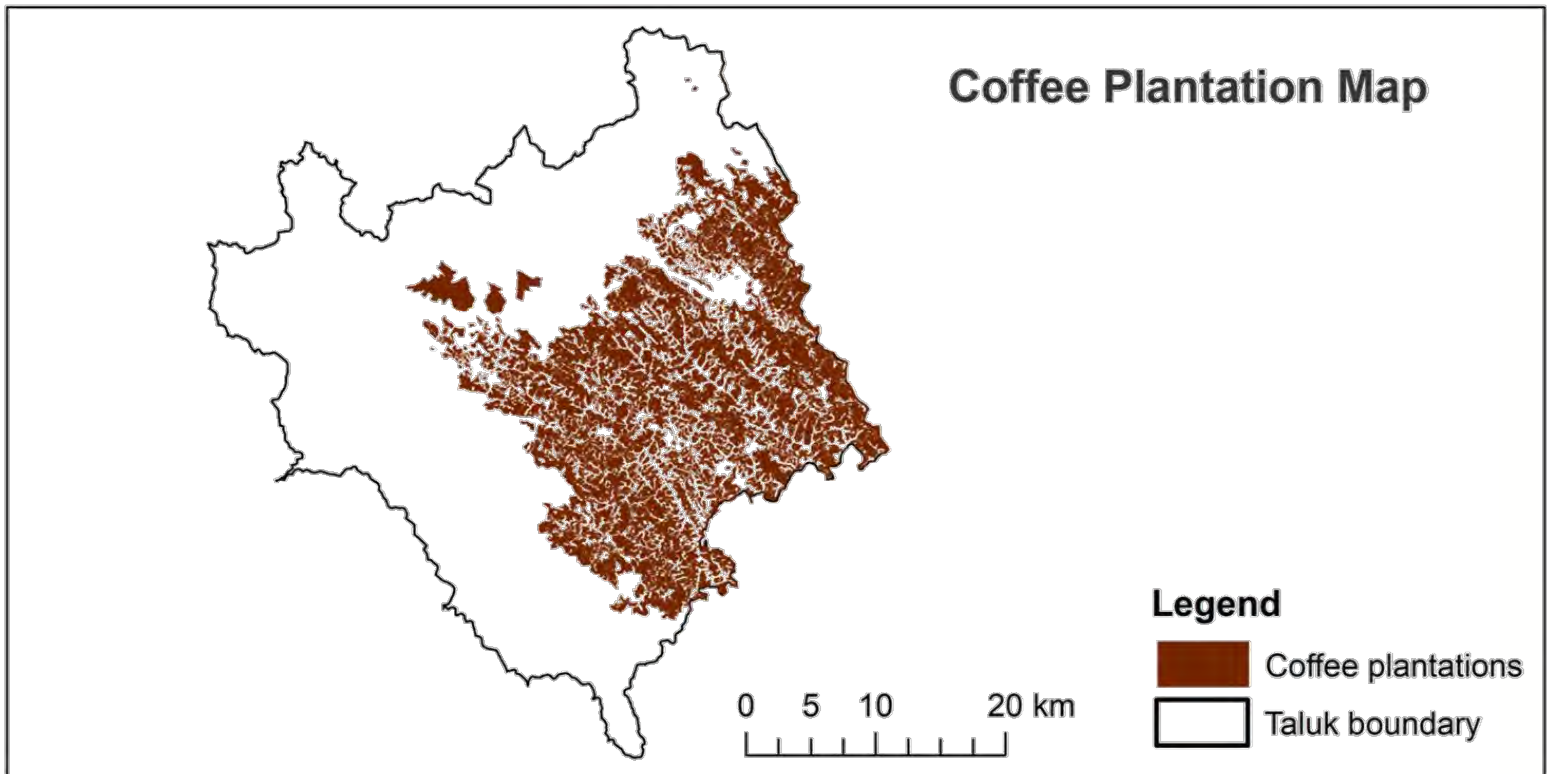 Coffee Plantation Map
Legend
Coffee plantations
Taluk boundary
0 5 10 20 km